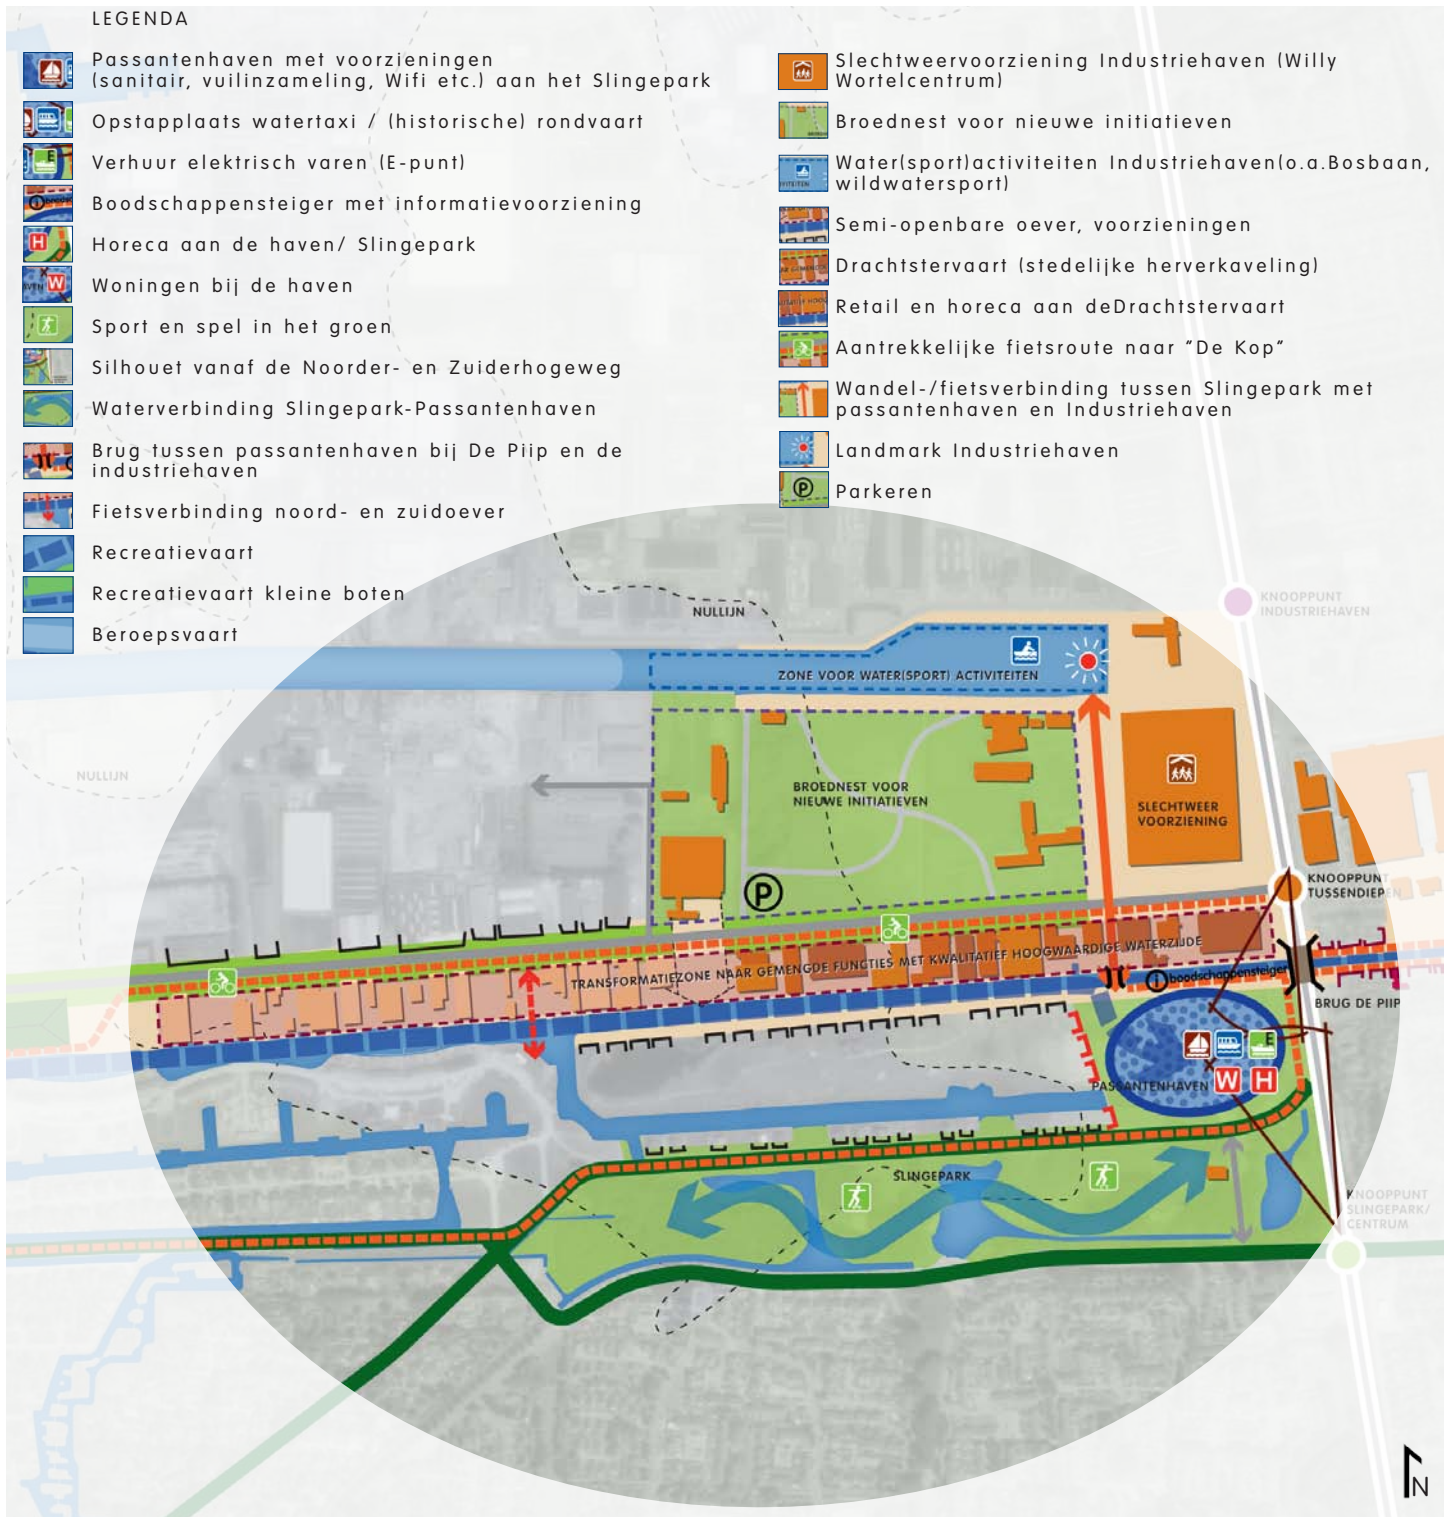 LEGENDA
Passantenhaven met voorzieningen
(sanitair, vuilinzameling, Wifi etc.) aan het Slingepark
Opstapplaats watertaxi / (historische) rondvaart
Verhuur elektrisch varen (E-punt)
Boodschappensteiger met informatievoorziening
Horeca aan de haven/ Slingepark
Woningen bij de haven
Sport en spel in het groen
Silhouet vanaf de Noorder- en Zuiderhogeweg
Waterverbinding Slingepark-Passantenhaven
Brug tussen passantenhaven bij De Piip en de
industriehaven
Fietsverbinding noord- en zuidoever
Recreatievaart
Recreatievaart kleine boten
Beroepsvaart
Slechtweervoorziening Industriehaven (Willy
Wortelcentrum)
Broednest voor nieuwe initiatieven
Water(sport)activiteiten Industriehaven(o.a.Bosbaan,
wildwatersport)
Semi-openbare oever, voorzieningen
Drachtstervaart (stedelijke herverkaveling)
Retail en horeca aan deDrachtstervaart
Aantrekkelijke fietsroute naar "De Kop"
Wandel-/fietsverbinding tussen Slingepark met
passantenhaven en Industriehaven
Landmark Industriehaven
P Parkeren
NULLIJN
KNOOPPUNT
INDUSTRIEHAVEN
ZONE VOOR WATER(SPORT) ACTIVITEITEN
NULLIJN
BROEDNEST VOOR
NIEUWE INITIATIEVEN
SLECHTWEER
VOORZIENING
P
KNOOPPUNT
TUSSENDIEPEN
TRANSFORMATIEZONE NAAR GEMENGDE FUNCTIES MET KWALITATIEF HOOGWAARDIGE WATERZIJDE
i boodschappensteiger
BRUG DE PIIP
E
PASSANTENHAVEN W H
SLINGEPARK
KNOOPPUNT
SLINGEPARK/
CENTRUM
N